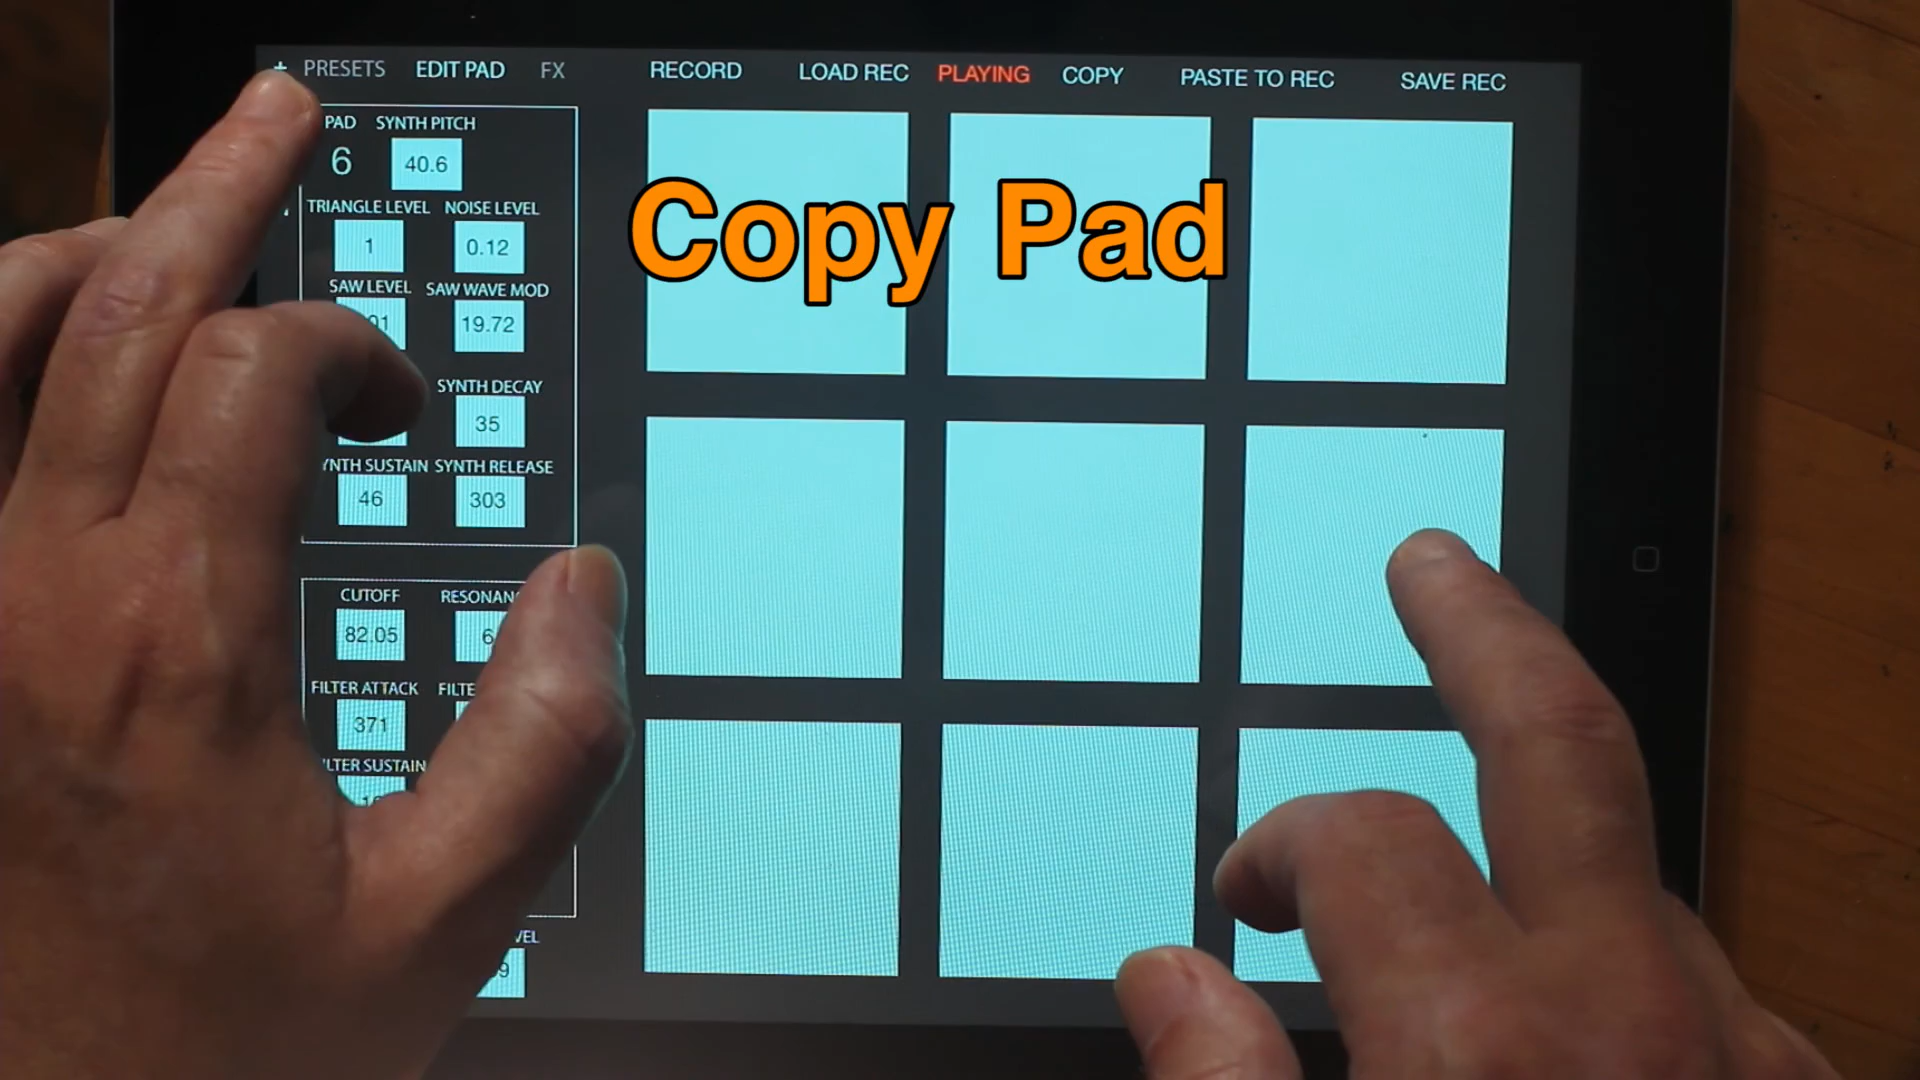 + PRESETS EDIT PAD FX RECORD LOAD REC PLAYING COPY PASTE TO REC SAVE REC
PAD SYNTH PITCH
6 40.6
Copy Pad
TRIANGLE LEVEL NOISE LEVEL
1 0.12
SAW LEVEL SAW WAVE MOD
19.72
SYNTH DECAY
35
SYNTH RELEASE
46 303
CUTOFF
82.05 6
FILTER ATTACK
371